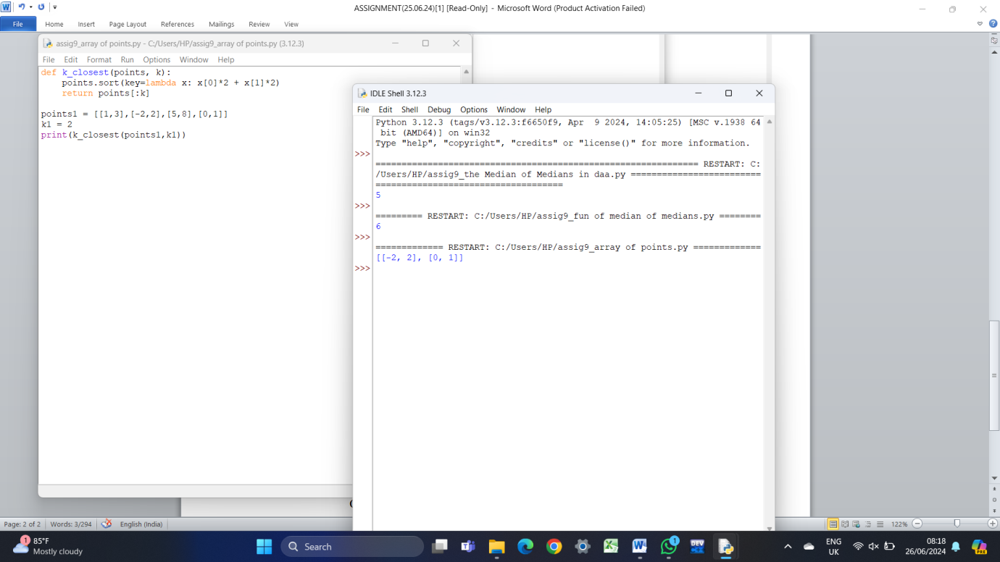 ASSIGNMENT(25.06.24)[1] [Read-Only] - Microsoft Word (Product Activation Failed)
File Home Insert Page Layout References Mailings Review View
assig9_array of points.py - C:/Users/HP/assig9_array of points.py (3.12.3)
File Edit Format Run Options Window Help
def k_closest(points, k):
    points.sort(key=lambda x: x[0]*2 + x[1]*2)
    return points[:k]
points1 = [[1,3],[-2,2],[5,8],[0,1]]
k1 = 2
print(k_closest(points1,k1))
IDLE Shell 3.12.3
File Edit Shell Debug Options Window Help
Python 3.12.3 (tags/v3.12.3:f6650f9, Apr  9 2024, 14:05:25) [MSC v.1938 64
 bit (AMD64)] on win32
Type "help", "copyright", "credits" or "license()" for more information.
>>>
============================================================== RESTART: C:
/Users/HP/assig9_the Median of Medians in daa.py =========================
====================================
5
>>>
========= RESTART: C:/Users/HP/assig9_fun of median of medians.py ========
6
>>>
============= RESTART: C:/Users/HP/assig9_array of points.py =============
[[-2, 2], [0, 1]]
>>>
Page: 2 of 2 Words: 3/294 English (India) 122%
1 85°F
Mostly cloudy
Search
1
DEV
ENG
UK
08:18
26/06/2024
PRE